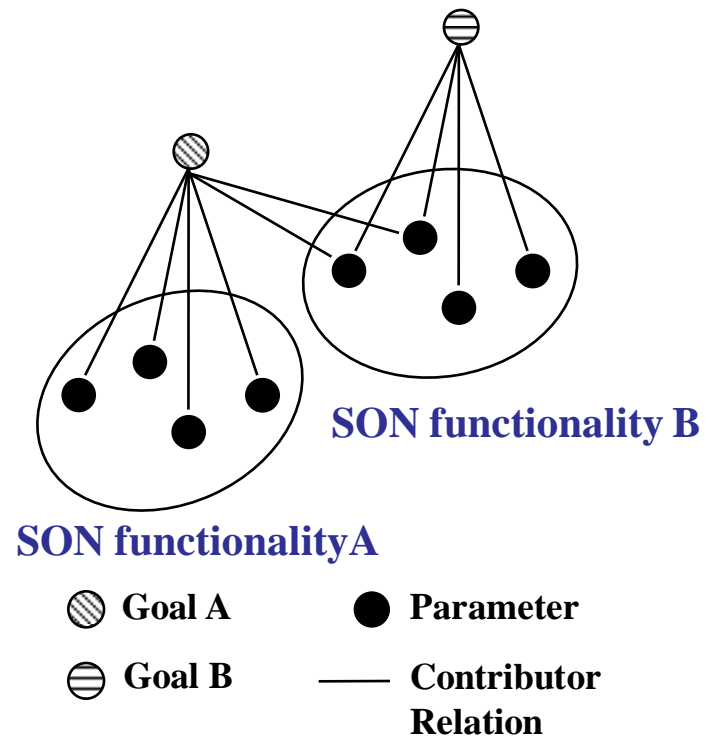 SON functionality B
SON functionalityA
Goal A
Parameter
Goal B
Contributor
Relation